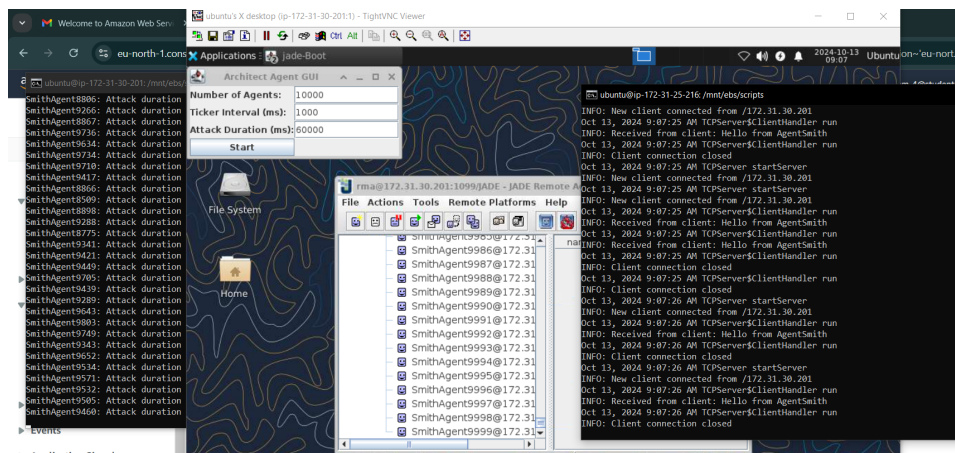 Welcome to Amazon Web Servi
ubuntu's X desktop (ip-172-31-30-201:1) - TightVNC Viewer
Ctrl Alt
eu-north-1.cons
Applications
jade-Boot
2024-10-13
09:07
Ubuntu
on~'eu-nort
ubuntu@ip-172-31-30-201: /mnt/ebs/
SmithAgent8806: Attack duration
SmithAgent9266: Attack duration
SmithAgent8867: Attack duration
SmithAgent9736: Attack duration
SmithAgent9634: Attack duration
SmithAgent9734: Attack duration
SmithAgent9710: Attack duration
SmithAgent9417: Attack duration
SmithAgent8866: Attack duration
SmithAgent8509: Attack duration
SmithAgent8898: Attack duration
SmithAgent9288: Attack duration
SmithAgent8775: Attack duration
SmithAgent9341: Attack duration
SmithAgent9421: Attack duration
SmithAgent9449: Attack duration
SmithAgent9705: Attack duration
SmithAgent9439: Attack duration
SmithAgent9289: Attack duration
SmithAgent9643: Attack duration
SmithAgent9803: Attack duration
SmithAgent9749: Attack duration
SmithAgent9343: Attack duration
SmithAgent9652: Attack duration
SmithAgent9534: Attack duration
SmithAgent9571: Attack duration
SmithAgent9532: Attack duration
SmithAgent9505: Attack duration
SmithAgent9460: Attack duration
Events
Architect Agent GUI
Number of Agents: 10000
Ticker Interval (ms): 1000
Attack Duration (ms): 60000
Start
File System
Home
rma@172.31.30.201:1099/JADE - JADE Remote A
File Actions Tools Remote Platforms Help
na
SmithAgent9985@172.31
SmithAgent9986@172.31
SmithAgent9987@172.31
SmithAgent9988@172.31
SmithAgent9989@172.31
SmithAgent9990@172.31
SmithAgent9991@172.31
SmithAgent9992@172.31
SmithAgent9993@172.31
SmithAgent9994@172.31
SmithAgent9995@172.31
SmithAgent9996@172.31
SmithAgent9997@172.31
SmithAgent9998@172.31
SmithAgent9999@172.31
ubuntu@ip-172-31-25-216: /mnt/ebs/scripts
INFO: New client connected from /172.31.30.201
Oct 13, 2024 9:07:25 AM TCPServer$ClientHandler run
INFO: Received from client: Hello from AgentSmith
Oct 13, 2024 9:07:25 AM TCPServer$ClientHandler run
INFO: Client connection closed
Oct 13, 2024 9:07:25 AM TCPServer startServer
INFO: New client connected from /172.31.30.201
Oct 13, 2024 9:07:25 AM TCPServer startServer
INFO: New client connected from /172.31.30.201
Oct 13, 2024 9:07:25 AM TCPServer$ClientHandler run
INFO: Received from client: Hello from AgentSmith
Oct 13, 2024 9:07:25 AM TCPServer$ClientHandler run
INFO: Received from client: Hello from AgentSmith
Oct 13, 2024 9:07:25 AM TCPServer$ClientHandler run
INFO: Client connection closed
Oct 13, 2024 9:07:25 AM TCPServer$ClientHandler run
INFO: Client connection closed
Oct 13, 2024 9:07:26 AM TCPServer startServer
INFO: New client connected from /172.31.30.201
Oct 13, 2024 9:07:26 AM TCPServer$ClientHandler run
INFO: Received from client: Hello from AgentSmith
Oct 13, 2024 9:07:26 AM TCPServer$ClientHandler run
INFO: Client connection closed
Oct 13, 2024 9:07:26 AM TCPServer startServer
INFO: New client connected from /172.31.30.201
Oct 13, 2024 9:07:26 AM TCPServer$ClientHandler run
INFO: Received from client: Hello from AgentSmith
Oct 13, 2024 9:07:26 AM TCPServer$ClientHandler run
INFO: Client connection closed